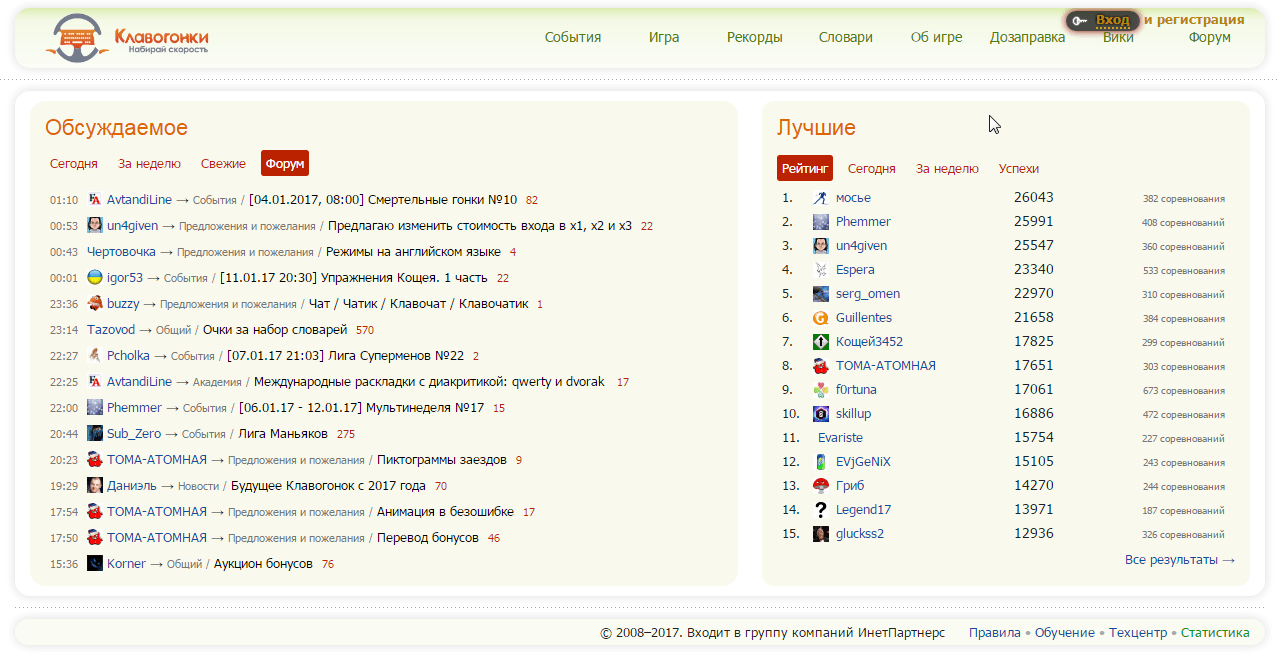 Клавогонки
Набирай скорость
События Игра Рекорды Словари Об игре Дозаправка Вики Форум
Вход и регистрация
Обсуждаемое
Сегодня За неделю Свежие Форум
01:10 AvtandiLine → События / [04.01.2017, 08:00] Смертельные гонки №10 82
00:53 un4given → Предложения и пожелания / Предлагаю изменить стоимость входа в x1, x2 и x3 22
00:43 Чертовочка → Предложения и пожелания / Режимы на английском языке 4
00:01 igor53 → События / [11.01.17 20:30] Упражнения Кощея. 1 часть 22
23:36 buzzy → Предложения и пожелания / Чат / Чатик / Клавочат / Клавочатик 1
23:14 Tazovod → Общий / Очки за набор словарей 570
22:27 Pcholka → События / [07.01.17 21:03] Лига Суперменов №22 2
22:25 AvtandiLine → Академия / Международные раскладки с диакритикой: qwerty и dvorak 17
22:00 Phemmer → События / [06.01.17 - 12.01.17] Мультинеделя №17 15
20:44 Sub_Zero → События / Лига Маньяков 275
20:23 ТОМА-АТОМНАЯ → Предложения и пожелания / Пиктограммы заездов 9
19:29 Даниэль → Новости / Будущее Клавогонок с 2017 года 70
17:54 ТОМА-АТОМНАЯ → Предложения и пожелания / Анимация в безошибке 17
17:50 ТОМА-АТОМНАЯ → Предложения и пожелания / Перевод бонусов 46
15:36 Korner → Общий / Аукцион бонусов 76
Лучшие
Рейтинг Сегодня За неделю Успехи
1. мосье 26043 382 соревнования
2. Phemmer 25991 408 соревнований
3. un4given 25547 360 соревнований
4. Espera 23340 533 соревнования
5. serg_omen 22970 310 соревнований
6. Guillentes 21658 384 соревнования
7. Кощей3452 17825 299 соревнований
8. ТОМА-АТОМНАЯ 17651 303 соревнования
9. f0rtuna 17061 673 соревнования
10. skillup 16886 472 соревнования
11. Evariste 15754 227 соревнований
12. EVjGeNiX 15105 243 соревнования
13. Гриб 14270 244 соревнования
14. Legend17 13971 187 соревнований
15. gluckss2 12936 326 соревнований
Все результаты →
© 2008–2017. Входит в группу компаний ИнетПартнерс Правила • Обучение • Техцентр • Статистика